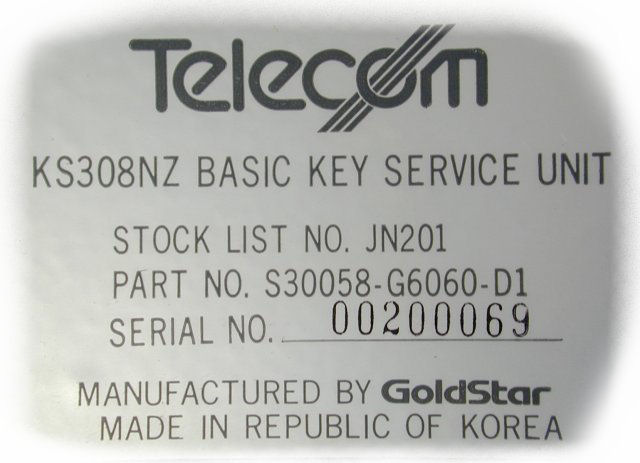 Telecom
KS308NZ BASIC KEY SERVICE UNIT
STOCK LIST NO. JN201
PART NO. S30058-G6060-D1
SERIAL NO. 00200069
MANUFACTURED BY GoldStar
MADE IN REPUBLIC OF KOREA